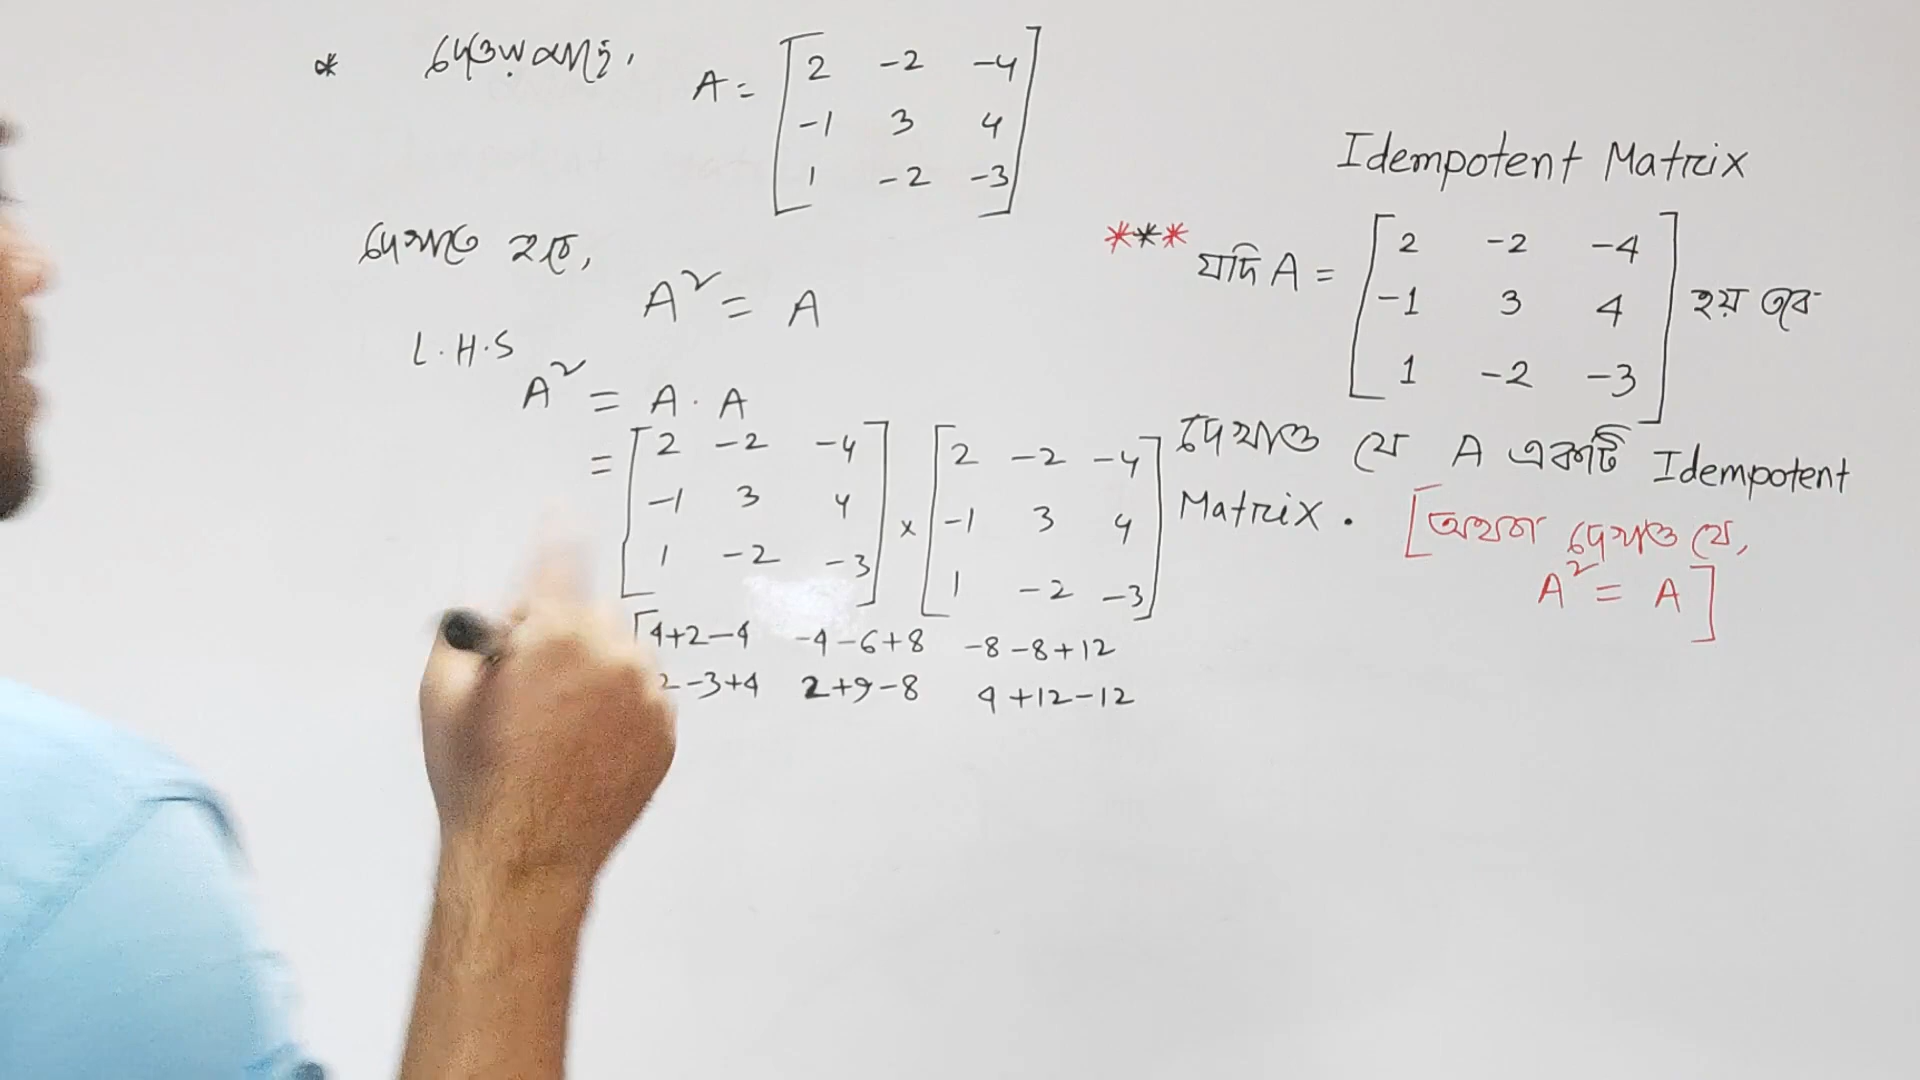 * দেওয়া আছে, A = [2 -2 -4
-1 3 4
1 -2 -3]
দেখাতে হবে,
A² = A
L.H.S
A² = A . A
= [2 -2 -4
-1 3 4
1 -2 -3] × [2 -2 -4
-1 3 4
1 -2 -3]
[4+2-4 -4-6+8 -8-8+12
2-3+4 2+9-8 4+12-12
Idempotent Matrix
*** যদি A = [2 -2 -4
-1 3 4
1 -2 -3] হয় তবে
দেখাও যে A একটি Idempotent
Matrix. [অথবা দেখাও যে,
A² = A]